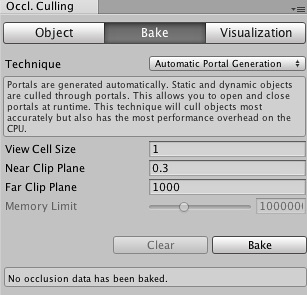 Occl. Culling
Object
Bake
Visualization
Technique
Automatic Portal Generation
Portals are generated automatically. Static and dynamic objects
are culled through portals. This allows you to open and close
portals at runtime. This technique will cull objects most
accurately but also has the most performance overhead on the
CPU.
View Cell Size
1
Near Clip Plane
0.3
Far Clip Plane
1000
Memory Limit
100000
Clear
Bake
No occlusion data has been baked.